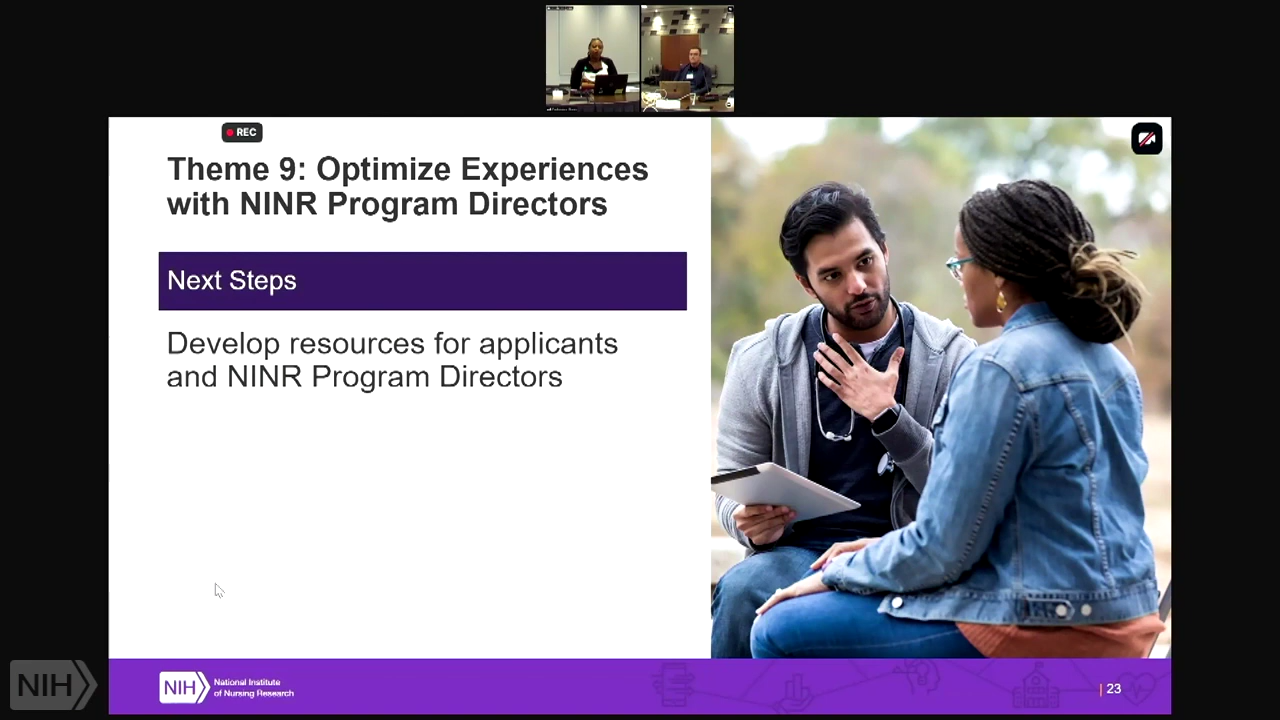 REC
Theme 9: Optimize Experiences
with NINR Program Directors
Next Steps
Develop resources for applicants
and NINR Program Directors
NIH
NIH
National Institute
of Nursing Research
23